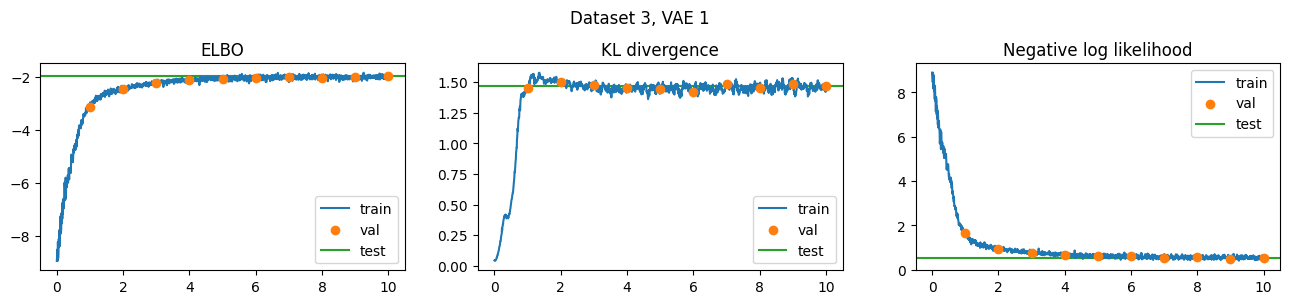 Dataset 3, VAE 1
ELBO
−2
−4
−6
−8
0 2 4 6 8 10
train
val
test
KL divergence
1.50
1.25
1.00
0.75
0.50
0.25
0.00
0 2 4 6 8 10
train
val
test
Negative log likelihood
8
6
4
2
0
0 2 4 6 8 10
train
val
test